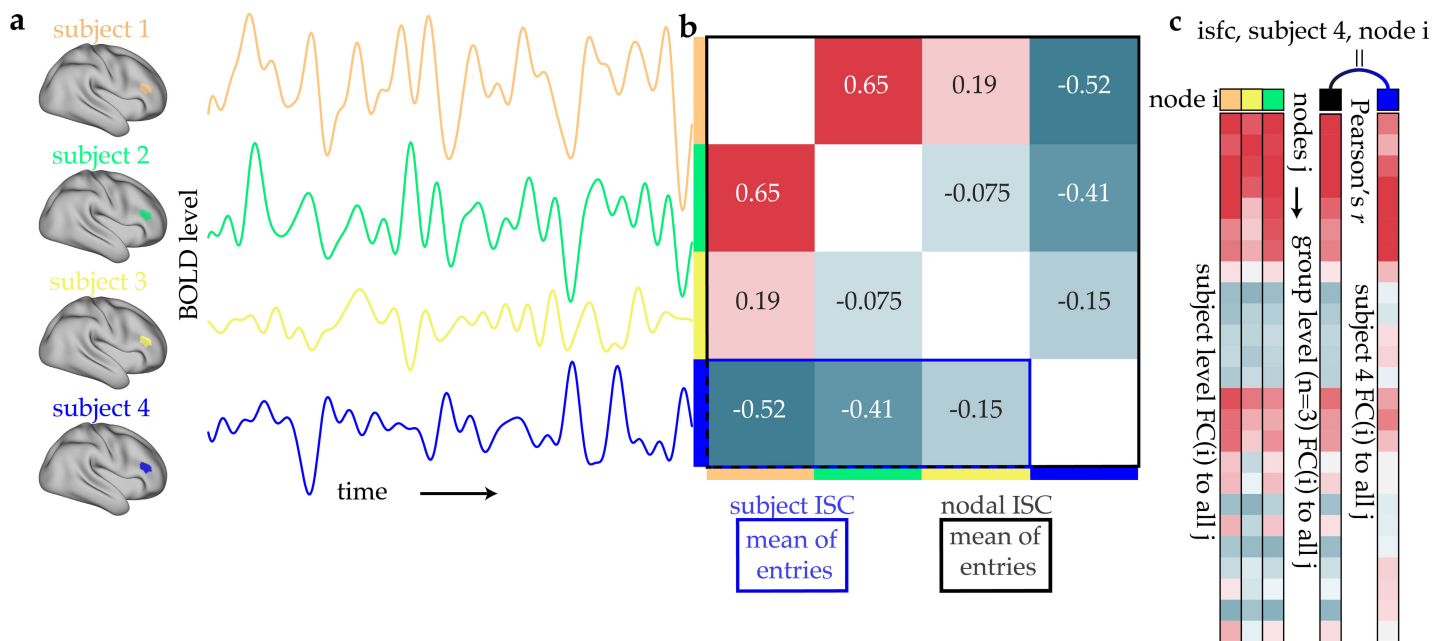 a
subject 1
subject 2
subject 3
subject 4
BOLD level
time
b
0.65
0.19
-0.52
0.65
-0.075
-0.41
0.19
-0.075
-0.15
-0.52
-0.41
-0.15
subject ISC
mean of
entries
nodal ISC
mean of
entries
c
isfc, subject 4, node i
=
node i
subject level FC(i) to all j
nodes j → group level (n=3) FC(i) to all j
Pearson's r
subject 4 FC(i) to all j